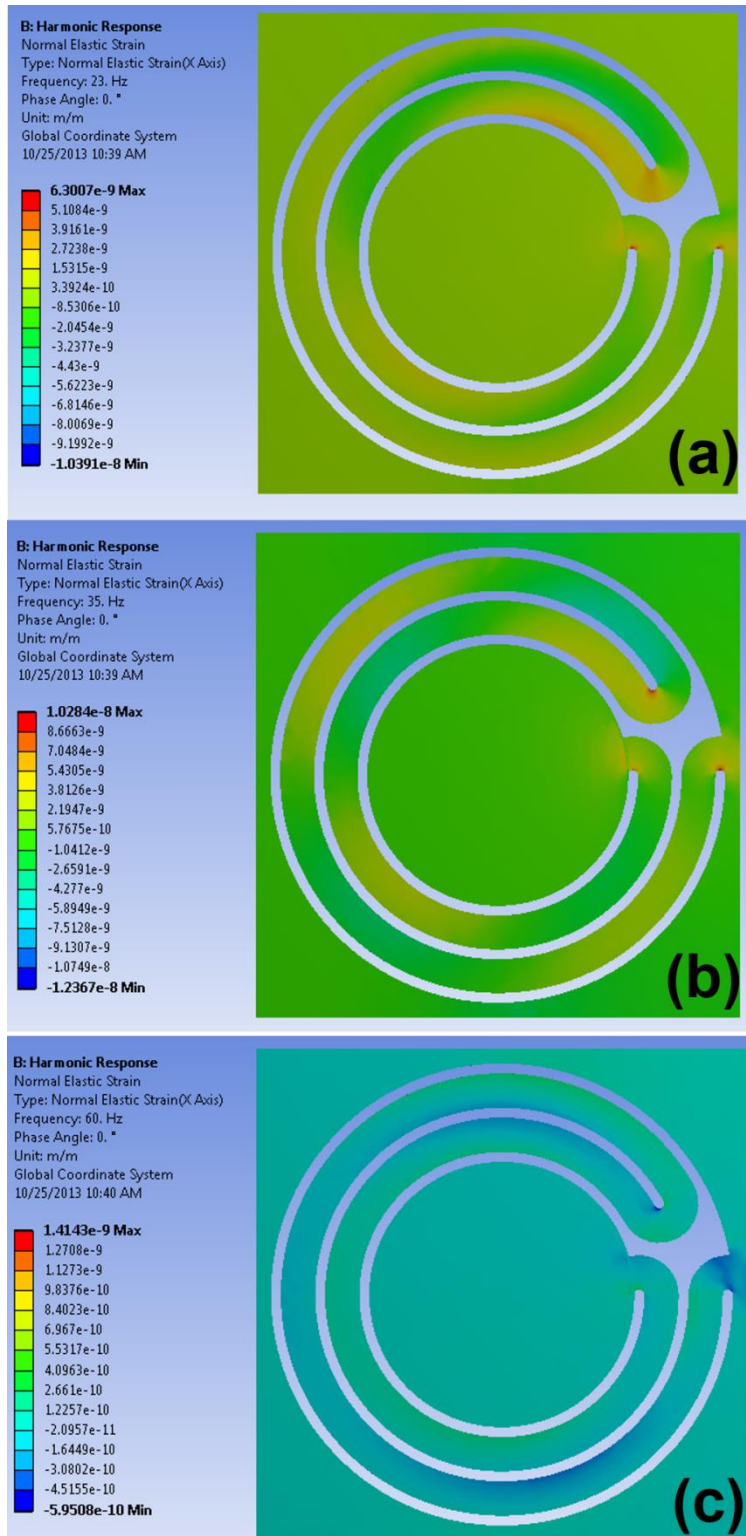 B: Harmonic Response
Normal Elastic Strain
Type: Normal Elastic Strain(X Axis)
Frequency: 23. Hz
Phase Angle: 0. °
Unit: m/m
Global Coordinate System
10/25/2013 10:39 AM
6.3007e-9 Max
5.1084e-9
3.9161e-9
2.7238e-9
1.5315e-9
3.3924e-10
-8.5306e-10
-2.0454e-9
-3.2377e-9
-4.43e-9
-5.6223e-9
-6.8146e-9
-8.0069e-9
-9.1992e-9
-1.0391e-8 Min
(a)
B: Harmonic Response
Normal Elastic Strain
Type: Normal Elastic Strain(X Axis)
Frequency: 35. Hz
Phase Angle: 0. °
Unit: m/m
Global Coordinate System
10/25/2013 10:39 AM
1.0284e-8 Max
8.6663e-9
7.0484e-9
5.4305e-9
3.8126e-9
2.1947e-9
5.7675e-10
-1.0412e-9
-2.6591e-9
-4.277e-9
-5.8949e-9
-7.5128e-9
-9.1307e-9
-1.0749e-8
-1.2367e-8 Min
(b)
B: Harmonic Response
Normal Elastic Strain
Type: Normal Elastic Strain(X Axis)
Frequency: 60. Hz
Phase Angle: 0. °
Unit: m/m
Global Coordinate System
10/25/2013 10:40 AM
1.4143e-9 Max
1.2708e-9
1.1273e-9
9.8376e-10
8.4023e-10
6.967e-10
5.5317e-10
4.0963e-10
2.661e-10
1.2257e-10
-2.0957e-11
-1.6449e-10
-3.0802e-10
-4.5155e-10
-5.9508e-10 Min
(c)